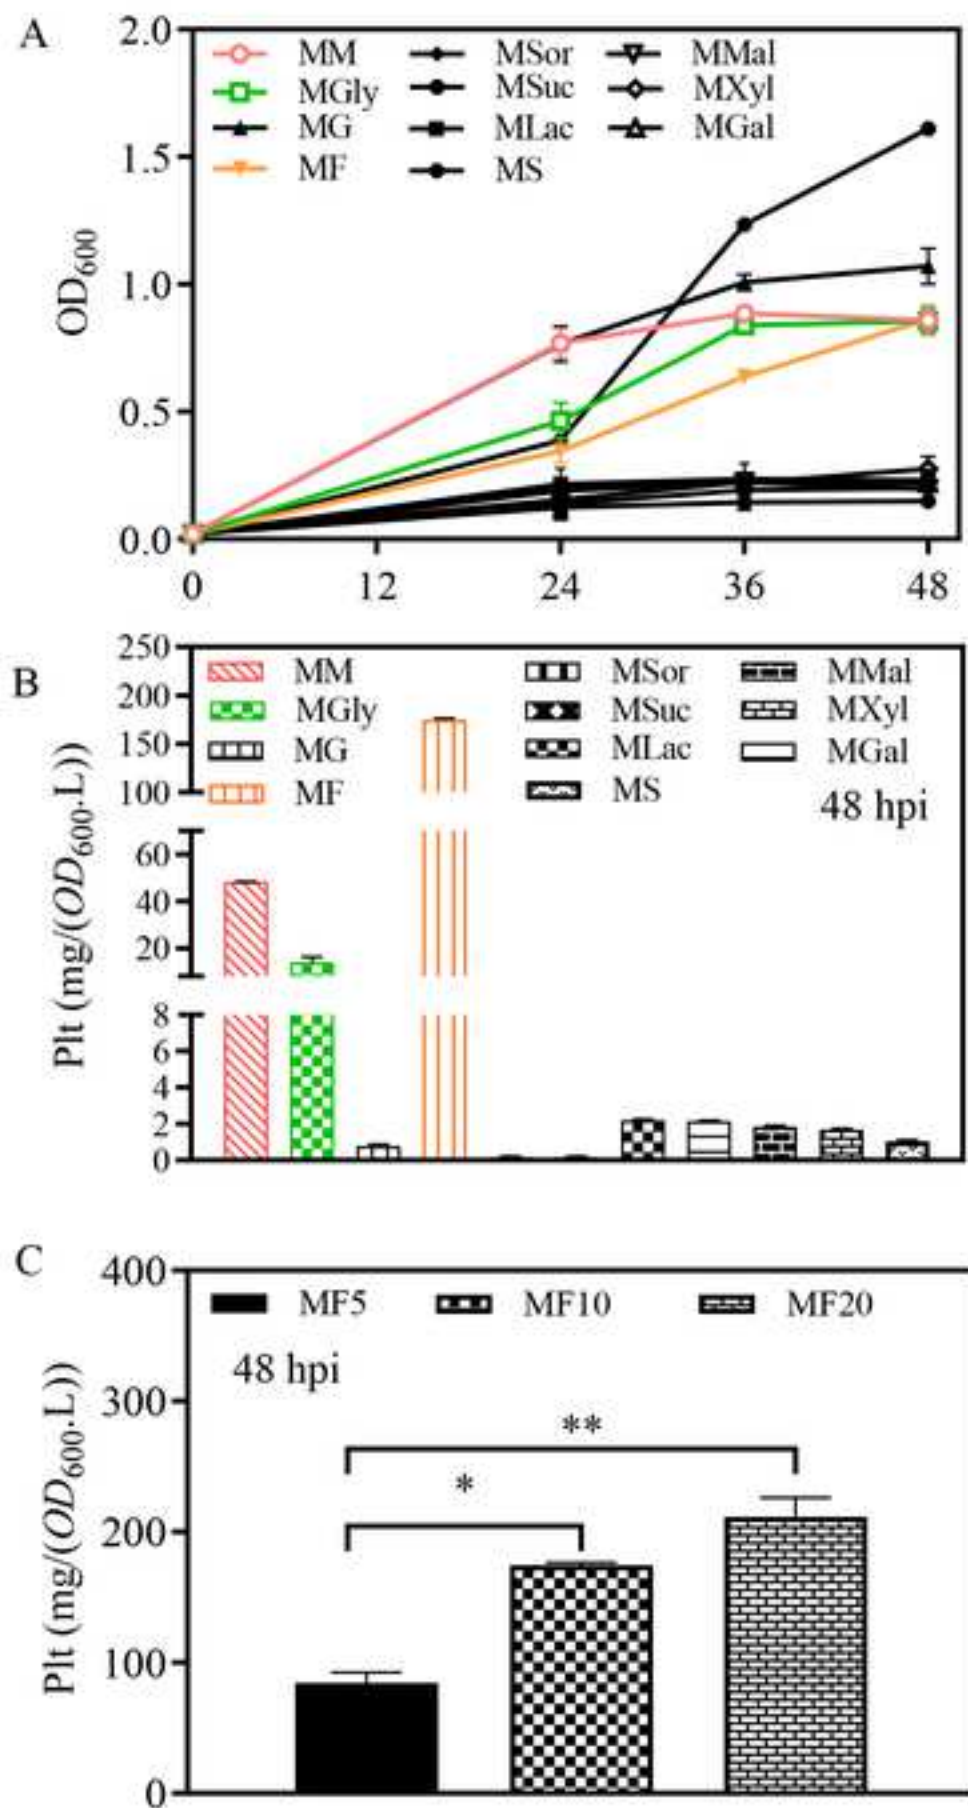 A
2.0
1.5
1.0
0.5
0.0
OD600
MM MSor MMal
MGly MSuc MXyl
MG MLac MGal
MF MS
0 12 24 36 48
B
250
200
150
100
60
40
20
8
6
4
2
0
Plt (mg/(OD600·L))
MM MSor MMal
MGly MSuc MXyl
MG MLac MGal
MF MS
48 hpi
C
400
300
200
100
0
Plt (mg/(OD600·L))
MF5 MF10 MF20
48 hpi
**
*